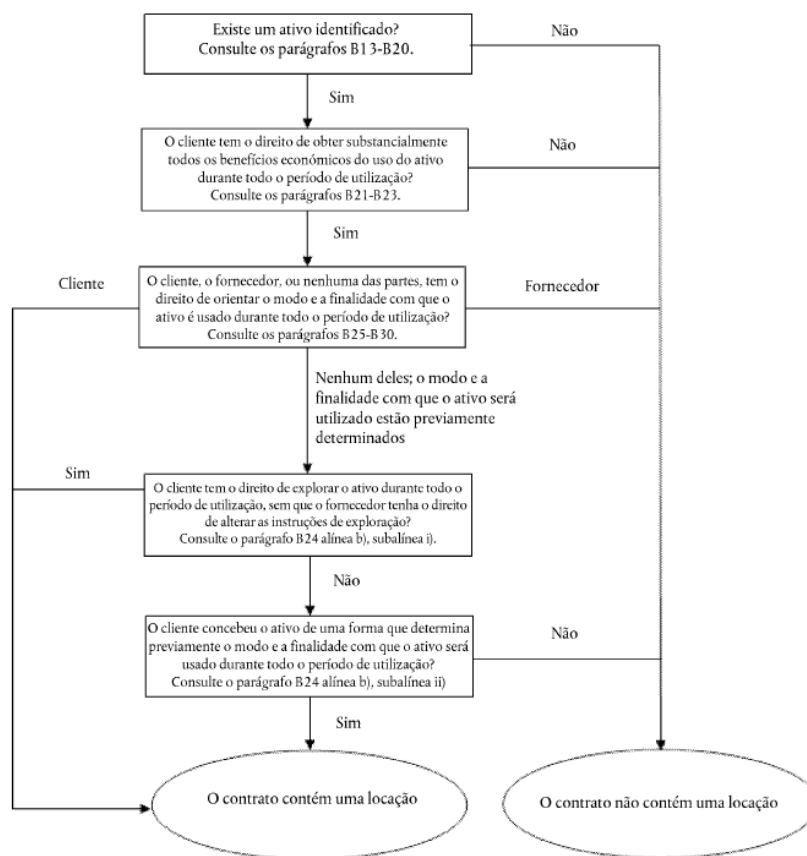 Existe um ativo identificado?
Consulte os parágrafos B13-B20.
Não
Sim
O cliente tem o direito de obter substancialmente
todos os benefícios económicos do uso do ativo
durante todo o período de utilização?
Consulte os parágrafos B21-B23.
Não
Sim
Cliente
O cliente, o fornecedor, ou nenhuma das partes, tem o
direito de orientar o modo e a finalidade com que o
ativo é usado durante todo o período de utilização?
Consulte os parágrafos B25-B30.
Fornecedor
Nenhum deles; o modo e a
finalidade com que o ativo será
utilizado estão previamente
determinados
Sim
O cliente tem o direito de explorar o ativo durante todo o
período de utilização, sem que o fornecedor tenha o direito
de alterar as instruções de exploração?
Consulte o parágrafo B24 alínea b), subalínea i).
Não
O cliente concebeu o ativo de uma forma que determina
previamente o modo e a finalidade com que o ativo será
usado durante todo o período de utilização?
Consulte o parágrafo B24 alínea b), subalínea ii)
Não
Sim
O contrato contém uma locação
O contrato não contém uma locação